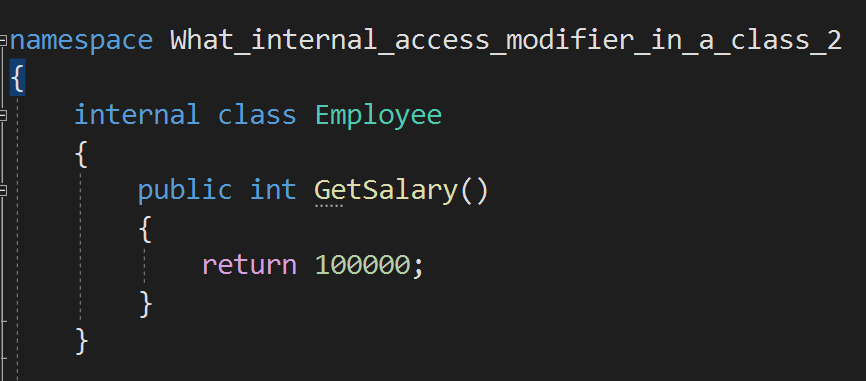 namespace What_internal_access_modifier_in_a_class_2
{
    internal class Employee
    {
        public int GetSalary()
        {
            return 100000;
        }
    }